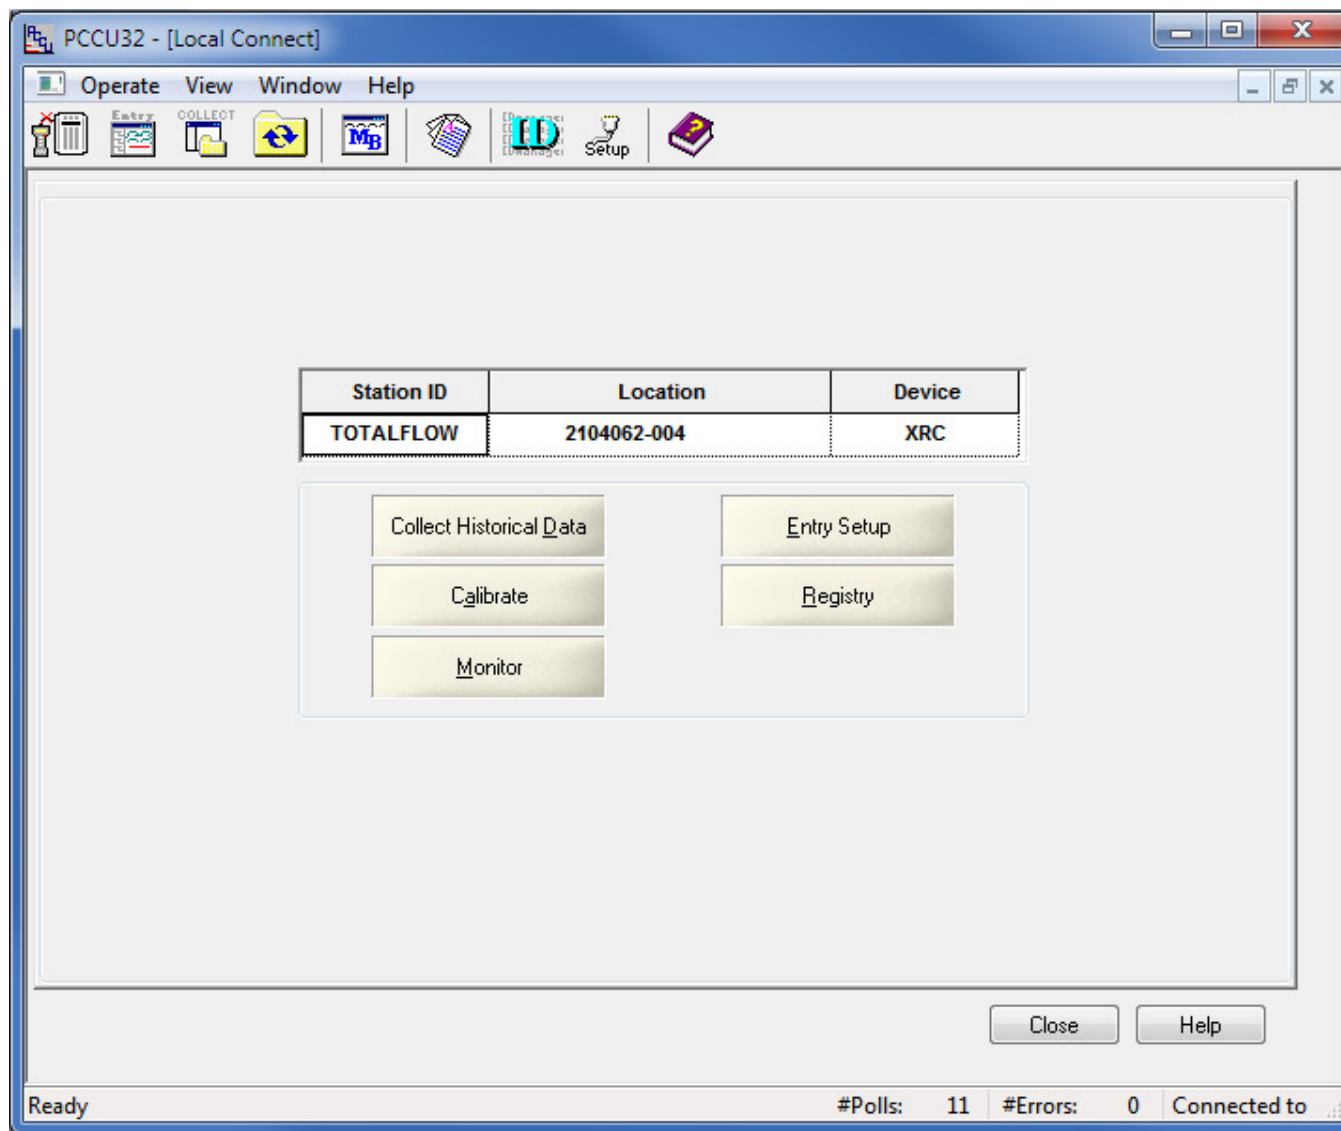 PCCU32 - [Local Connect]
Operate View Window Help
Entry COLLECT MB ID Setup ?
Station ID Location Device
TOTALFLOW 2104062-004 XRC
Collect Historical Data Entry Setup
Calibrate Registry
Monitor
Close Help
Ready #Polls: 11 #Errors: 0 Connected to